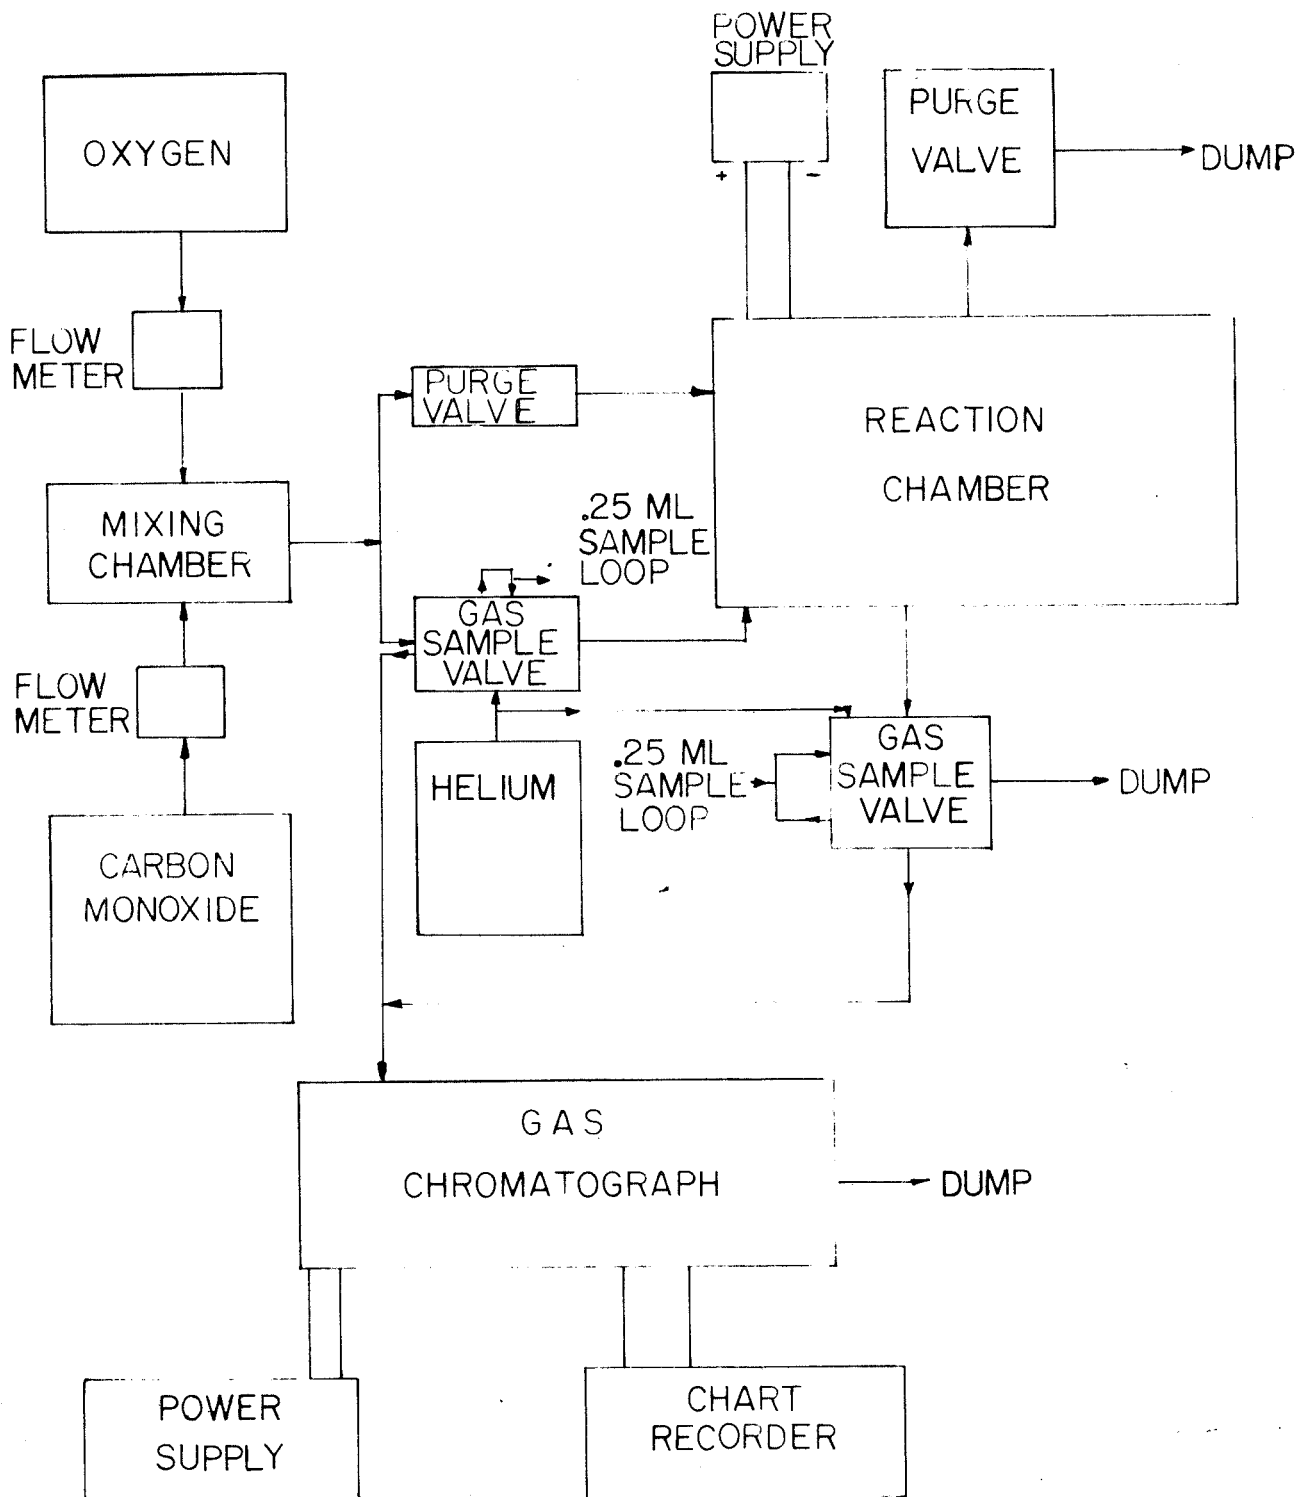 POWER
SUPPLY
+ -
OXYGEN
PURGE
VALVE
DUMP
FLOW
METER
PURGE
VALVE
REACTION
CHAMBER
MIXING
CHAMBER
.25 ML
SAMPLE
LOOP
GAS
SAMPLE
VALVE
FLOW
METER
HELIUM
.25 ML
SAMPLE
LOOP
GAS
SAMPLE
VALVE
DUMP
CARBON
MONOXIDE
GAS
CHROMATOGRAPH
DUMP
POWER
SUPPLY
CHART
RECORDER